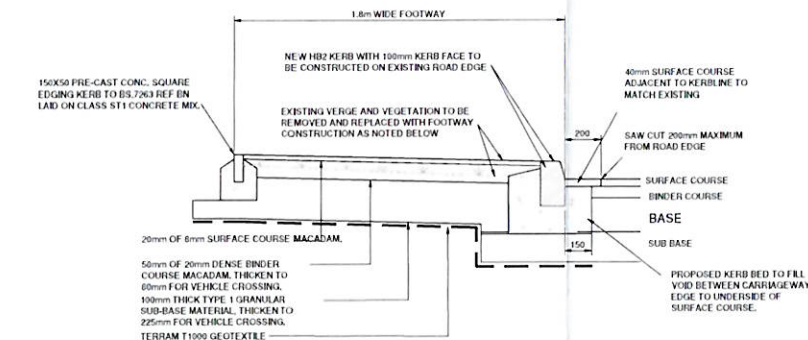 1.8m WIDE FOOTWAY
NEW HB2 KERB WITH 100mm KERB FACE TO
BE CONSTRUCTED ON EXISTING ROAD EDGE
150X50 PRE-CAST CONC. SQUARE
EDGING KERB TO BS.7263 REF BN
LAID ON CLASS ST1 CONCRETE MIX.
EXISTING VERGE AND VEGETATION TO BE
REMOVED AND REPLACED WITH FOOTWAY
CONSTRUCTION AS NOTED BELOW
40mm SURFACE COURSE
ADJACENT TO KERBLINE TO
MATCH EXISTING
200
SAW CUT 200mm MAXIMUM
FROM ROAD EDGE
SURFACE COURSE
BINDER COURSE
BASE
SUB BASE
150
20mm OF 6mm SURFACE COURSE MACADAM.
50mm OF 20mm DENSE BINDER
COURSE MACADAM. THICKEN TO
60mm FOR VEHICLE CROSSING.
100mm THICK TYPE 1 GRANULAR
SUB-BASE MATERIAL, THICKEN TO
225mm FOR VEHICLE CROSSING.
TERRAM T1000 GEOTEXTILE
PROPOSED KERB BED TO FILL
VOID BETWEEN CARRIAGEWAY
EDGE TO UNDERSIDE OF
SURFACE COURSE.